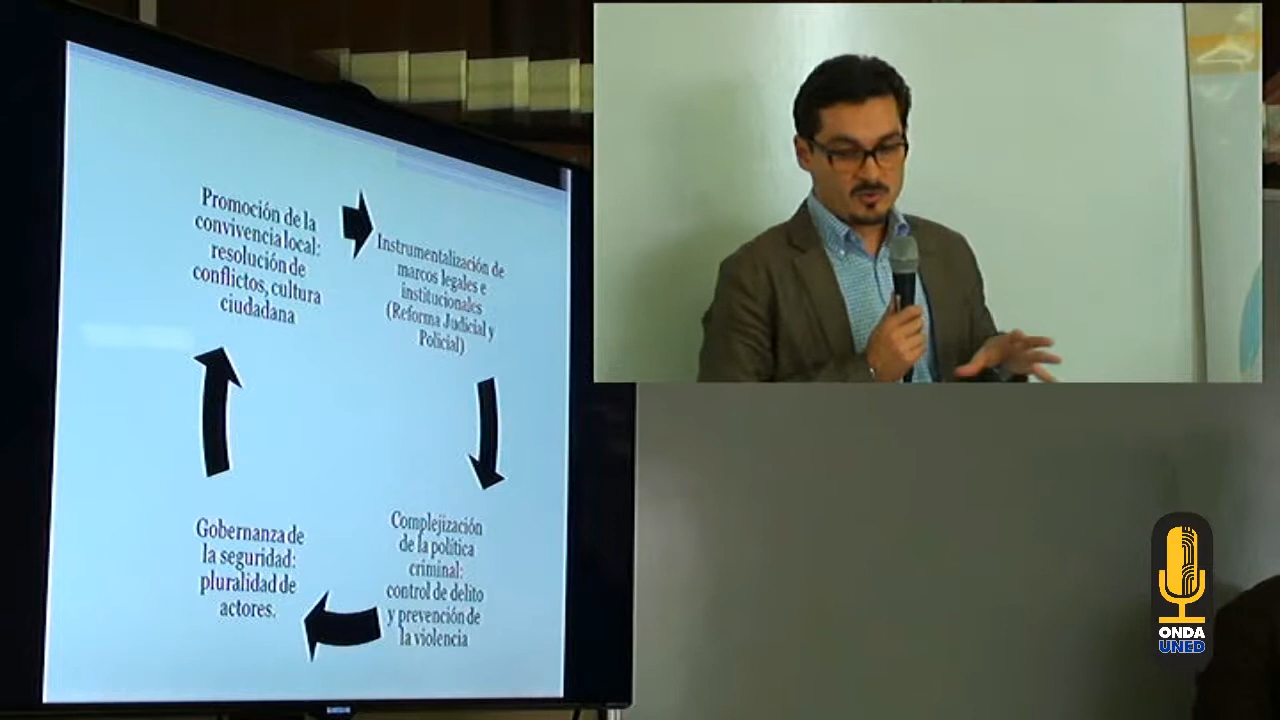 Promoción de la
convivencia local:
resolución de
conflictos, cultura
ciudadana
Instrumentalización de
marcos legales e
institucionales
(Reforma Judicial y
Policial)
Complejización
de la política
criminal:
control de delito
y prevención de
la violencia
Gobernanza de
la seguridad:
pluralidad de
actores.
ONDA
UNED